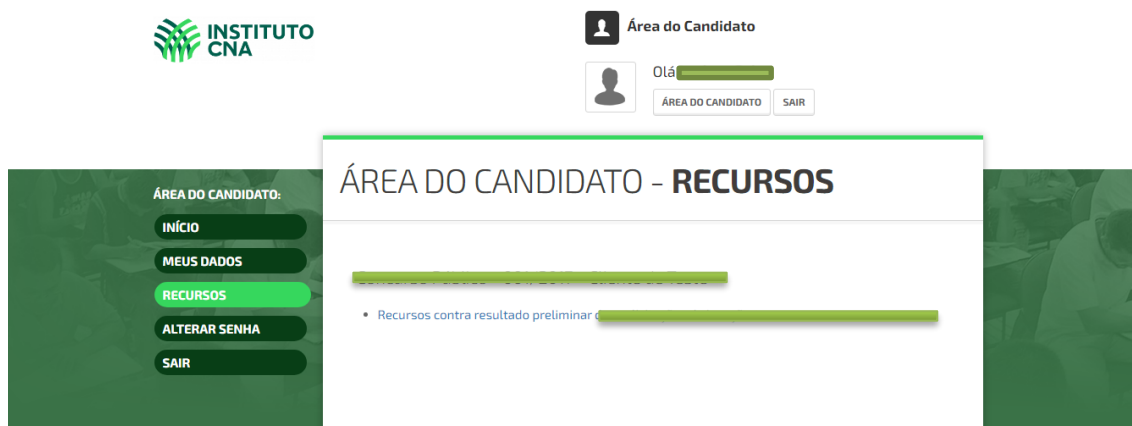 INSTITUTO
CNA
Área do Candidato
Olá
ÁREA DO CANDIDATO
SAIR
ÁREA DO CANDIDATO:
INÍCIO
MEUS DADOS
RECURSOS
ALTERAR SENHA
SAIR
ÁREA DO CANDIDATO - RECURSOS
Recursos contra resultado preliminar